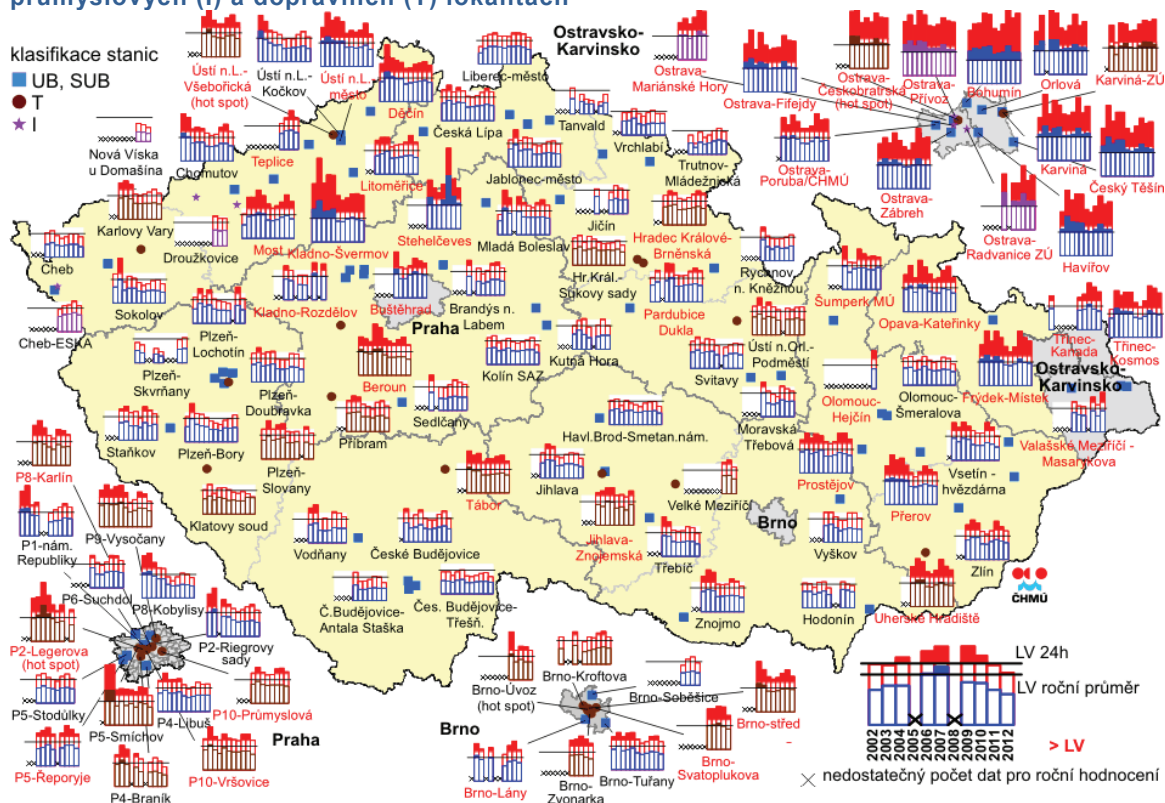 průmyslových (I) a dopravních (T) lokalitách
klasifikace stanic
UB, SUB
T
I
Ústí n.L.-
Všebořická
(hot spot)
Ústí n.L.-
Kočkov
Ústí n.L.-
město
Děčín
Liberec-město
Ostravsko-
Karvinsko
Ostrava-
Mariánské Hory
Ostrava-Fifejdy
Ostrava-
Českobratrská
(hot spot)
Ostrava-
Přívoz
Bohumín
Orlová
Karviná-ZÚ
Nová Víska
u Domašína
Chomutov
Teplice
Česká Lípa
Tanvald
Vrchlabí
Trutnov-
Mládežnická
Litoměřice
Jablonec-město
Ostrava-
Poruba/CHMÚ
Ostrava-
Zábřeh
Karviná
Český Těšín
Ostrava-
Radvanice ZÚ
Havířov
Karlovy Vary
Droužkovice
Most
Kladno-Švermov
Stehelčeves
Mladá Boleslav
Jičín
Hradec Králové-
Brněnská
Cheb
Sokolov
Cheb-ESKA
Kladno-Rozdělov
Buštěhrad
Praha
Brandýs n.
Labem
Hr.Král.-
Sukovy sady
Rychnov
n. Kněžnou
Šumperk MÚ
Opava-Kateřinky
Třinec-
Kanada
Třinec-
Kosmos
Ostravsko-
Karvinsko
Plzeň-
Lochotín
Plzeň-
Skvrňany
Plzeň-
Doubravka
Beroun
Kolín SAZ
Kutná Hora
Pardubice
Dukla
Ústí n.Orl.-
Podměstí
Svitavy
Olomouc-
Hejčín
Olomouc-
Šmeralova
Frýdek-Místek
Staňkov
Plzeň-Bory
Plzeň-
Slovany
Příbram
Sedlčany
Havl.Brod-Smetan.nám.
Moravská
Třebová
Valašské Meziříčí -
Masarykova
Vsetín -
hvězdárna
P8-Karlín
Klatovy soud
Tábor
Jihlava
Velké Meziříčí
Prostějov
Přerov
P9-Vysočany
P1-nám.
Republiky
Vodňany
České Budějovice
Jihlava-
Znojemská
Třebíč
Brno
Vyškov
Zlín
P6-Suchdol
P8-Kobylisy
Č.Budějovice-
Antala Staška
Čes. Budějovice-
Třešň.
Znojmo
Hodonín
Uherské Hradiště
ČHMÚ
P2-Legerova
(hot spot)
P2-Riegrovy
sady
P5-Stodůlky
P5-Smíchov
P4-Libuš
P10-Průmyslová
P5-Řeporyje
P4-Braník
P10-Vršovice
Praha
Brno-Úvoz
(hot spot)
Brno-Kroftova
Brno-Soběšice
Brno-střed
Brno
Brno-Lány
Brno-
Zvonařka
Brno-Tuřany
Brno-
Svatoplukova
LV 24h
LV roční průměr
2002 2003 2004 2005 2006 2007 2008 2009 2010 2011 2012
> LV
nedostatečný počet dat pro roční hodnocení